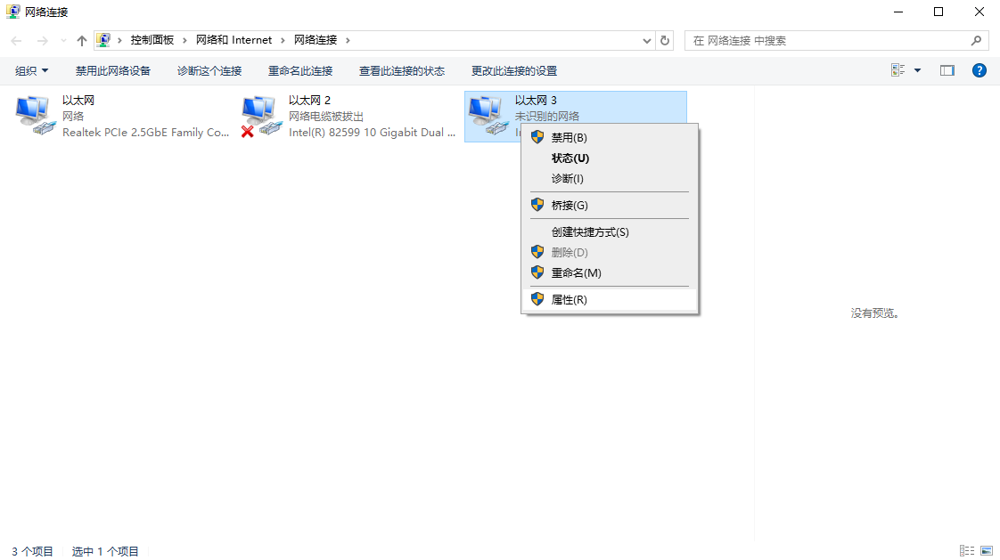 网络连接
控制面板 › 网络和 Internet › 网络连接 ›
在 网络连接 中搜索
组织 禁用此网络设备 诊断这个连接 重命名此连接 查看此连接的状态 更改此连接的设置
以太网
网络
Realtek PCIe 2.5GbE Family Co...
以太网 2
网络电缆被拔出
Intel(R) 82599 10 Gigabit Dual ...
以太网 3
未识别的网络
禁用(B)
状态(U)
诊断(I)
桥接(G)
创建快捷方式(S)
删除(D)
重命名(M)
属性(R)
没有预览。
3 个项目 选中 1 个项目